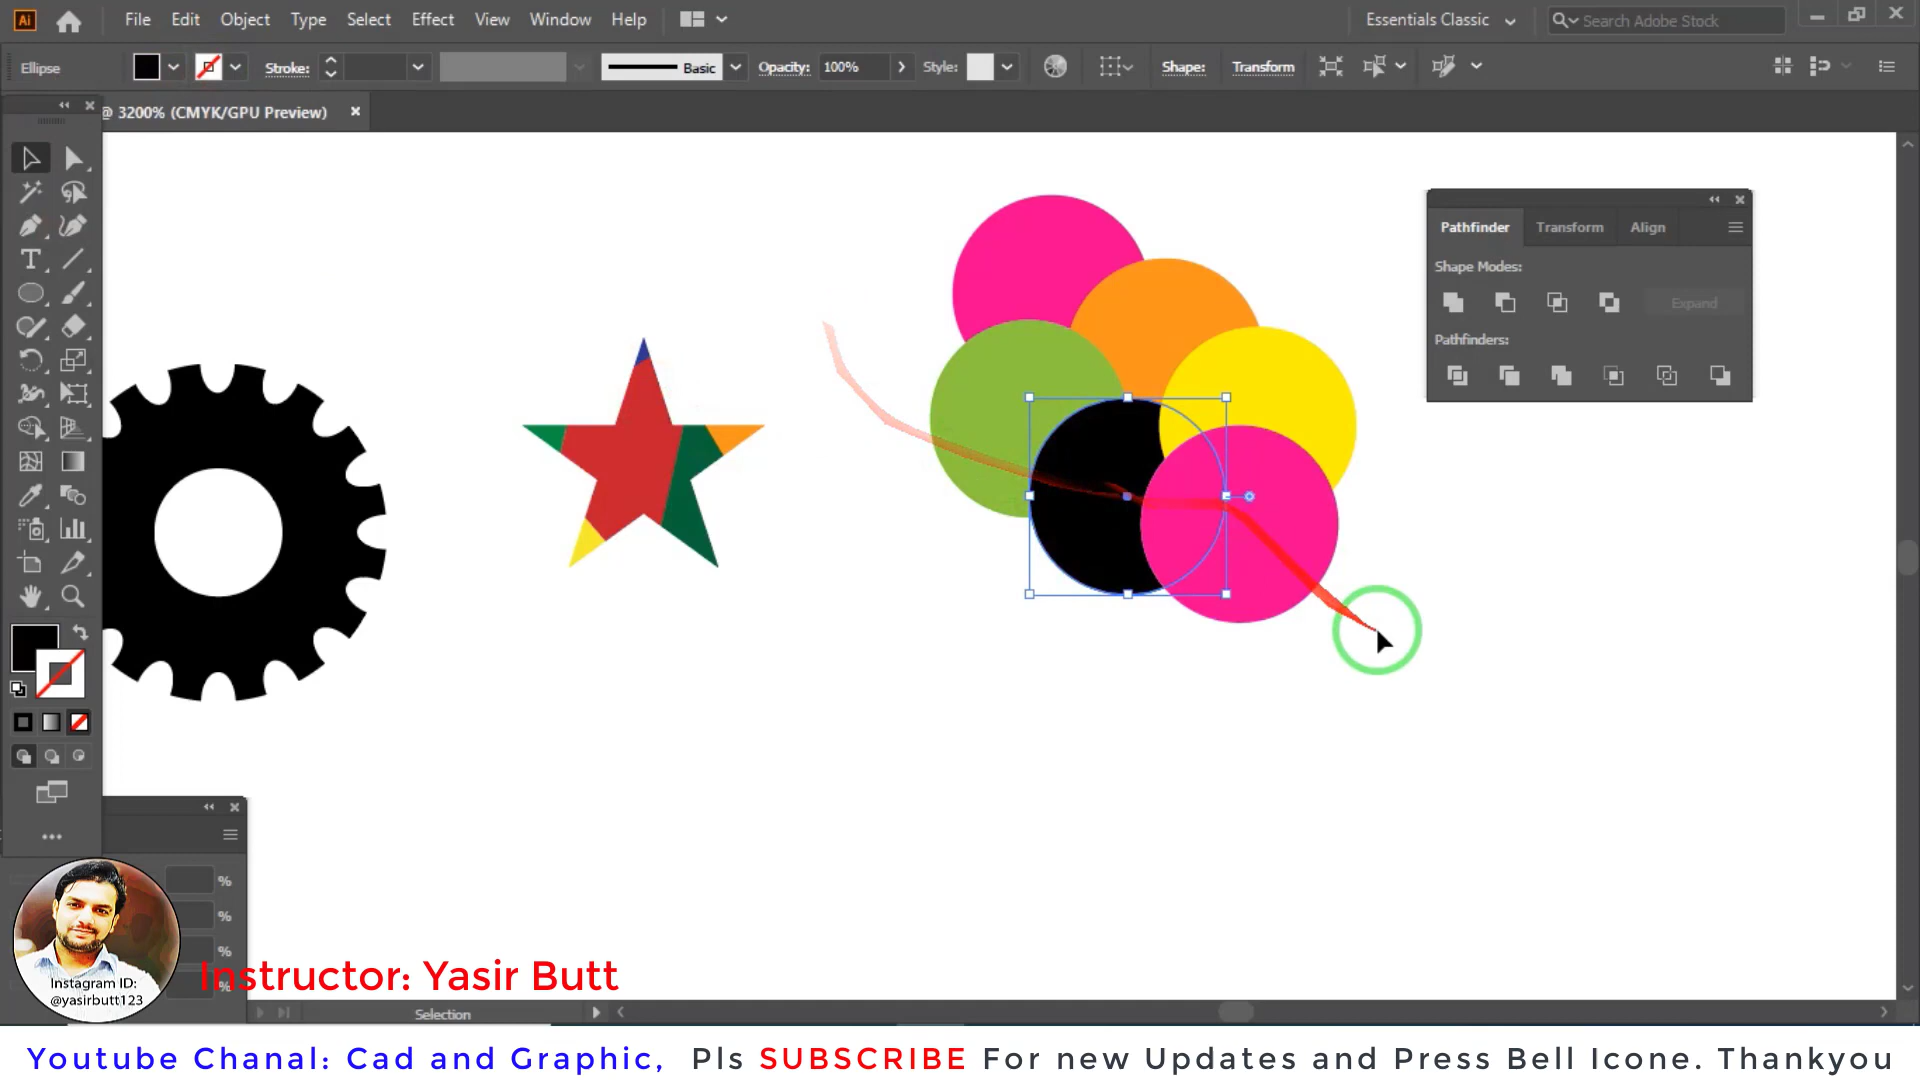 Ai File Edit Object Type Select Effect View Window Help Essentials Classic Search Adobe Stock
Ellipse Stroke: Basic Opacity: 100% Style: Shape: Transform
@ 3200% (CMYK/GPU Preview)
Pathfinder Transform Align
Shape Modes:
Expand
Pathfinders:
%
%
%
%
Instagram ID:
@yasirbutt123
Instructor: Yasir Butt
Selection
Youtube Chanal: Cad and Graphic, Pls SUBSCRIBE For new Updates and Press Bell Icone. Thankyou